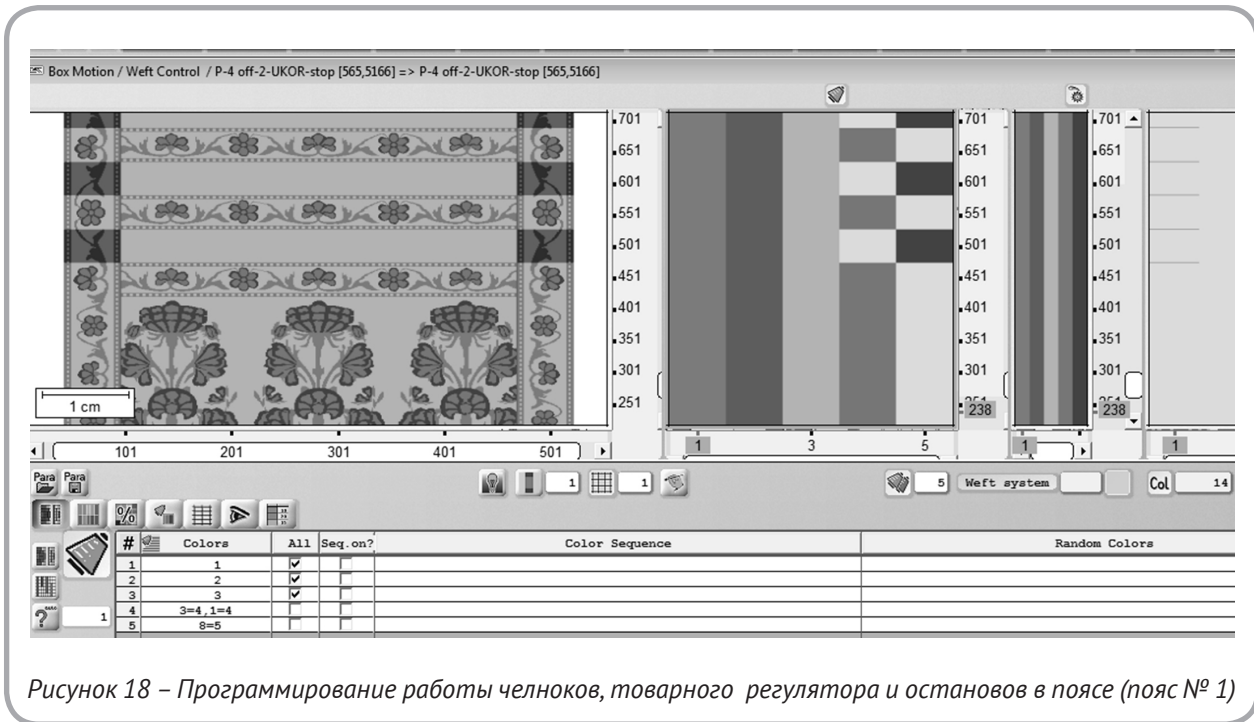 Box Motion / Weft Control / P-4 off-2-UKOR-stop [565,5166] => P-4 off-2-UKOR-stop [565,5166]
701 701 701
651 651 651
601 601 601
551 551 551
501 501 501
451 451 451
401 401 401
351 351 351
301 301 301
251 238 238
1 cm
101 201 301 401 501 1 3 5 1 1
Para Para 1 1 5 Weft system Col 14
# Colors All Seq.on? Color Sequence Random Colors
1 1
2 2
3 3
4 3=4,1=4
1
5 8=5
Рисунок 18 – Программирование работы челноков, товарного регулятора и остановов в поясе (пояс № 1)